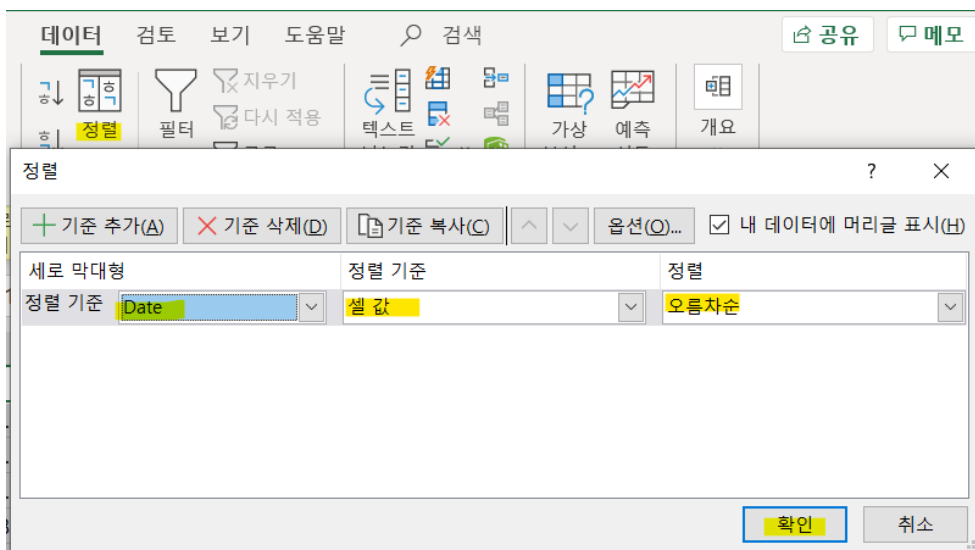 데이터 검토 보기 도움말 검색 공유 메모
지우기
다시 적용
정렬 필터 텍스트 가상 예측 개요
정렬 ?
기준 추가(A) 기준 삭제(D) 기준 복사(C) 옵션(O)... 내 데이터에 머리글 표시(H)
세로 막대형 정렬 기준 정렬
정렬 기준 Date 셀 값 오름차순
확인 취소